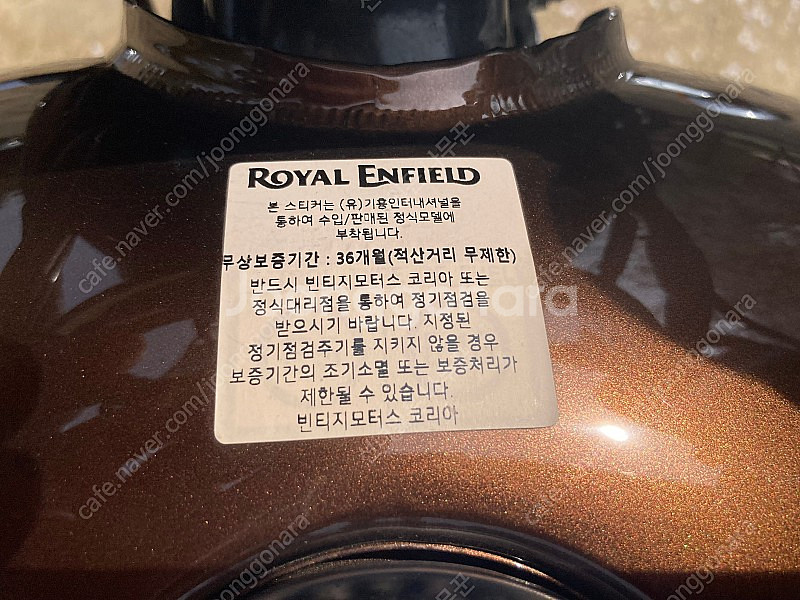 ROYAL ENFIELD
본 스티커는 (유)기흥인터내셔널을
통하여 수입/판매된 정식모델에
부착됩니다.
무상보증기간 : 36개월(적산거리 무제한)
반드시 빈티지모터스 코리아 또는
정식대리점을 통하여 정기점검을
받으시기 바랍니다. 지정된
정기점검주기를 지키지 않을 경우
보증기간의 조기소멸 또는 보증처리가
제한될 수 있습니다.
빈티지모터스 코리아
Joonggonara
cafe.naver.com/joonggonara